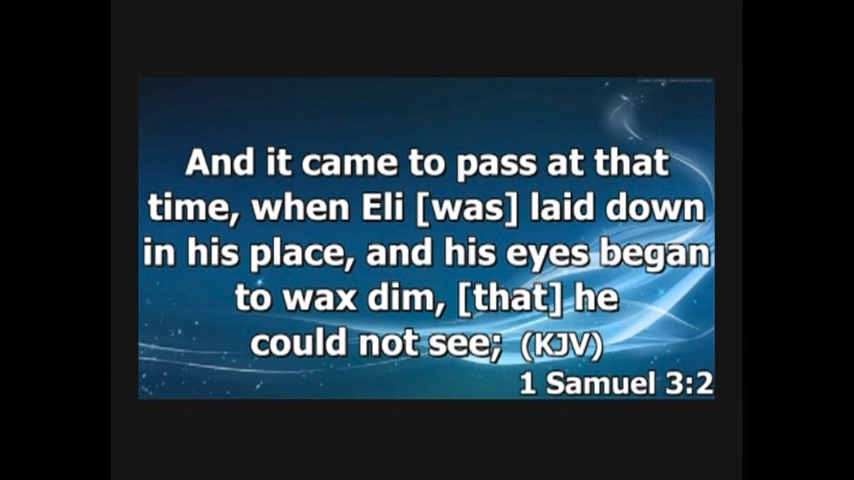 And it came to pass at that
time, when Eli [was] laid down
in his place, and his eyes began
to wax dim, [that] he
could not see; (KJV)
1 Samuel 3:2